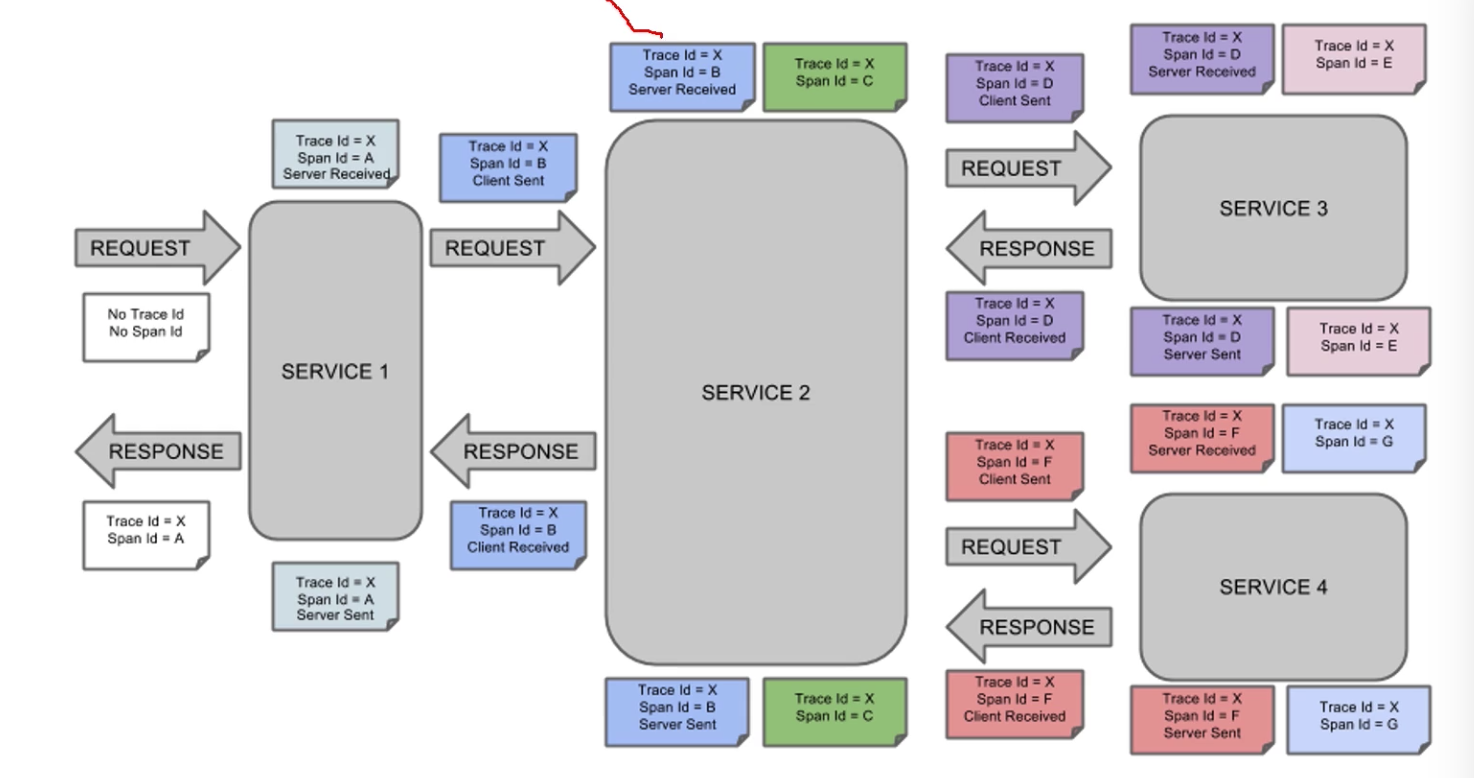 Trace Id = X
Span Id = B
Server Received
Trace Id = X
Span Id = C
Trace Id = X
Span Id = D
Client Sent
Trace Id = X
Span Id = D
Server Received
Trace Id = X
Span Id = E
Trace Id = X
Span Id = A
Server Received
Trace Id = X
Span Id = B
Client Sent
REQUEST
SERVICE 3
REQUEST
REQUEST
RESPONSE
No Trace Id
No Span Id
Trace Id = X
Span Id = D
Client Received
Trace Id = X
Span Id = D
Server Sent
Trace Id = X
Span Id = E
SERVICE 1
SERVICE 2
Trace Id = X
Span Id = F
Client Sent
Trace Id = X
Span Id = F
Server Received
Trace Id = X
Span Id = G
RESPONSE
RESPONSE
Trace Id = X
Span Id = A
Trace Id = X
Span Id = B
Client Received
REQUEST
SERVICE 4
Trace Id = X
Span Id = A
Server Sent
RESPONSE
Trace Id = X
Span Id = B
Server Sent
Trace Id = X
Span Id = C
Trace Id = X
Span Id = F
Client Received
Trace Id = X
Span Id = F
Server Sent
Trace Id = X
Span Id = G